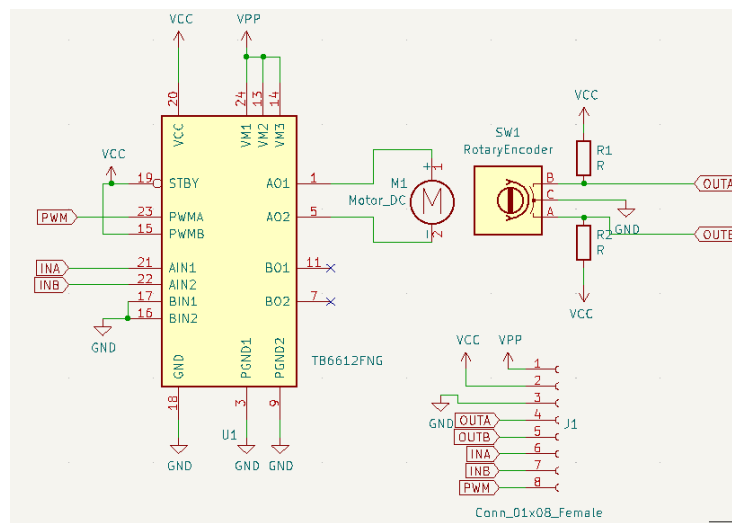 VCC
VPP
20
24
13
14
VCC
VM1
VM2
VM3
VCC
19
STBY
AO1
1
PWM
23
PWMA
AO2
5
15
PWMB
INA
21
AIN1
BO1
11
INB
22
AIN2
17
BIN1
BO2
7
16
BIN2
GND
GND
PGND1
PGND2
TB6612FNG
18
3
9
U1
GND
GND
GND
+
1
M1
Motor_DC
M
-
2
SW1
RotaryEncoder
VCC
R1
R
B
C
A
OUTA
GND
R2
R
OUTB
VCC
VCC
VPP
1
2
3
GND
OUTA
4
J1
OUTB
5
INA
6
INB
7
PWM
8
Conn_01x08_Female